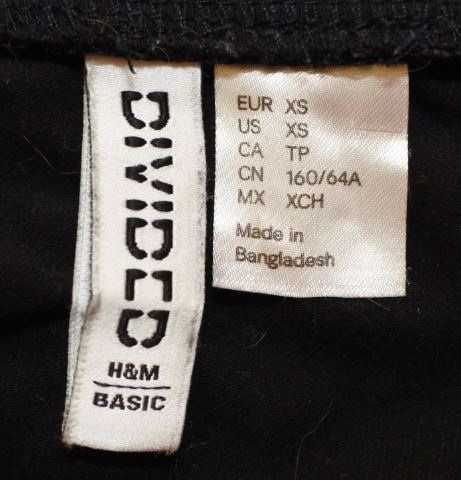 DIVIDED
H&M
BASIC
EUR XS
US XS
CA TP
CN 160/64A
MX XCH
Made in
Bangladesh